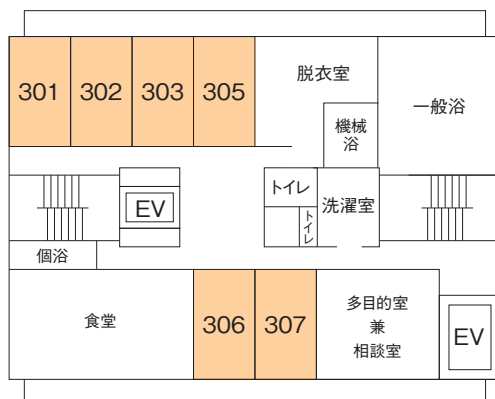 301
302
303
305
脱衣室
機械
浴
一般浴
EV
トイレ
トイレ
洗濯室
個浴
食堂
306
307
多目的室
兼
相談室
EV